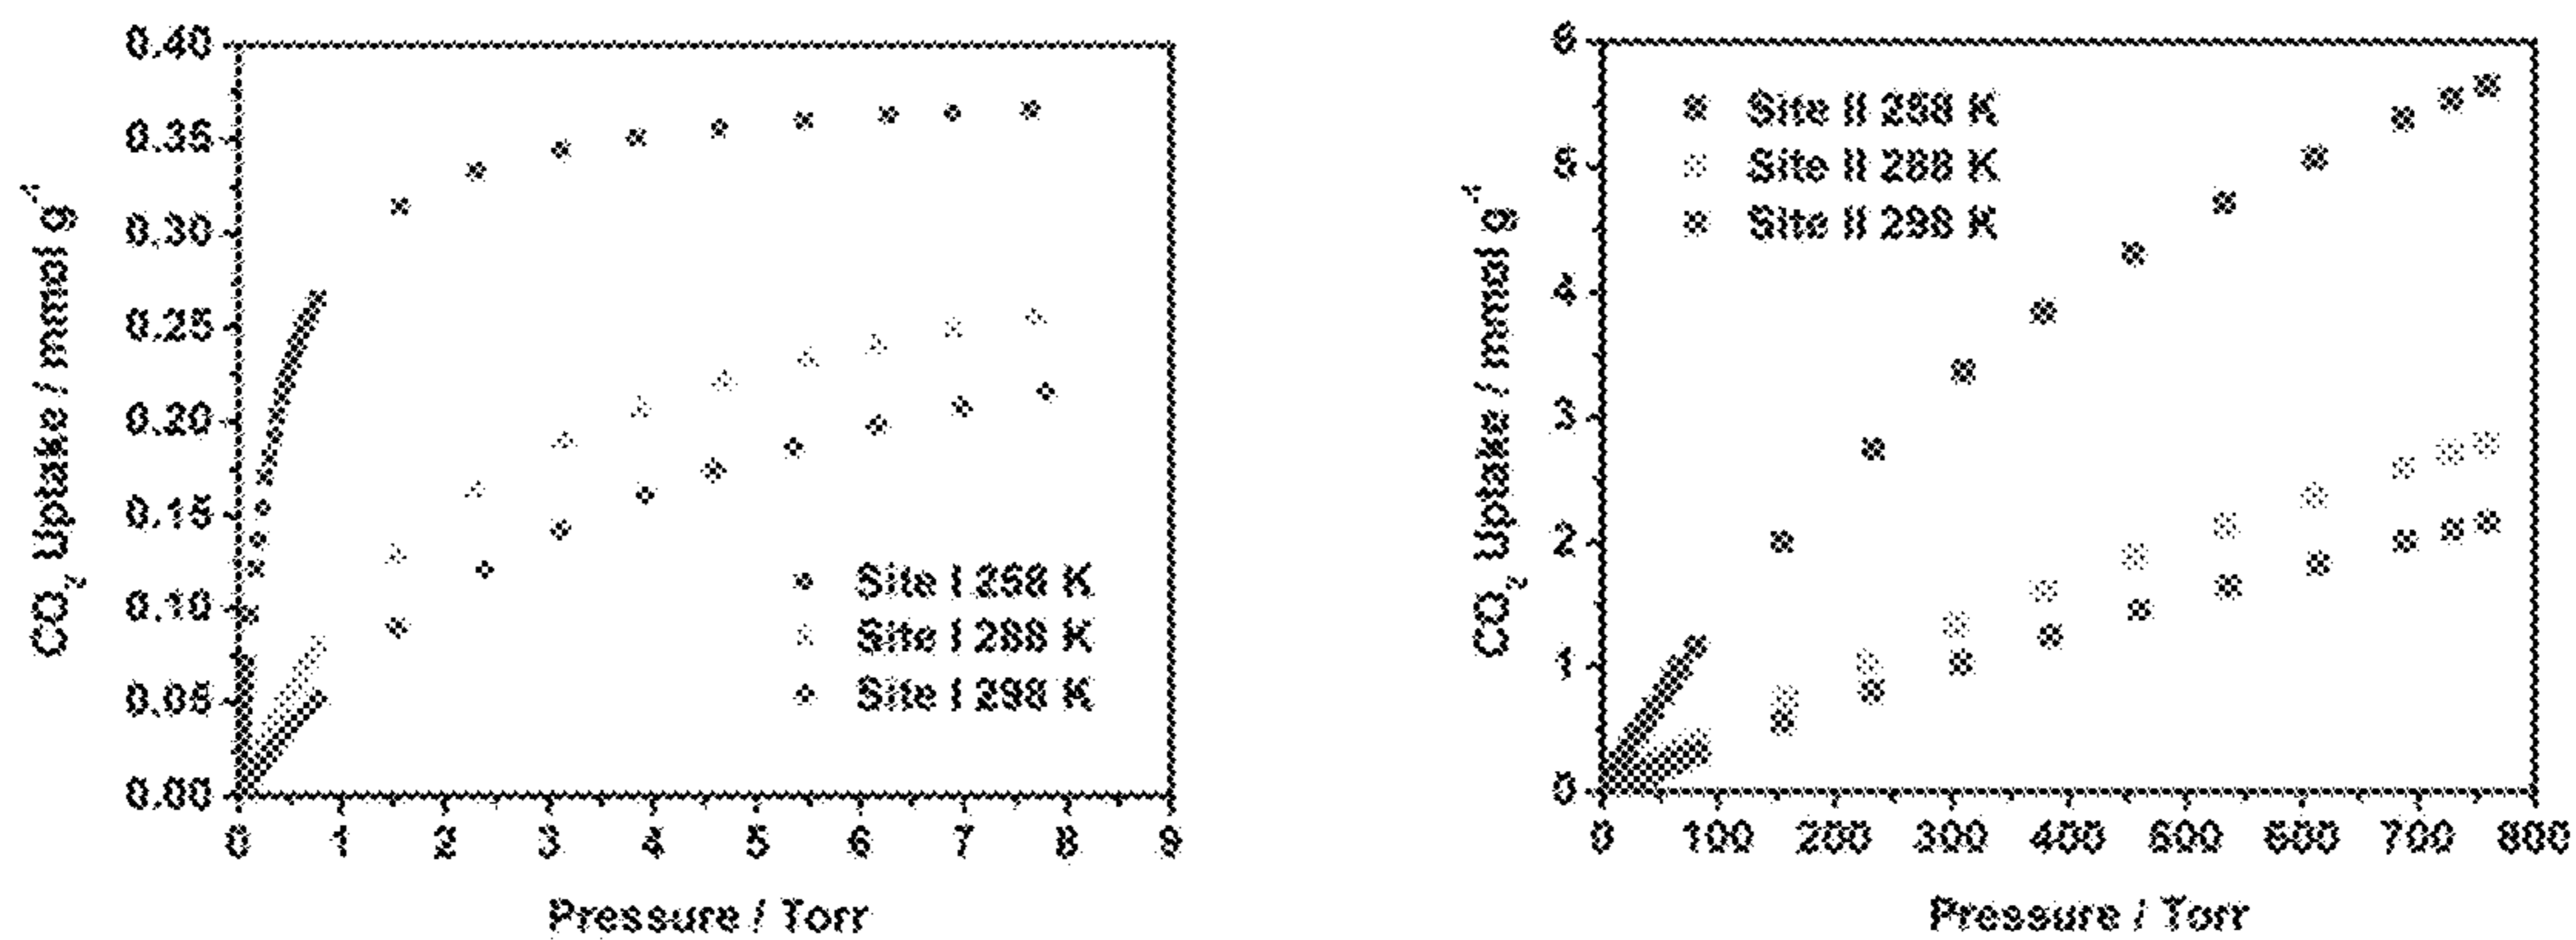 0.40
0.35
0.30
0.25
0.20
0.15
0.10
0.05
0.00
CO₂ Uptake / mmol g⁻¹
Site I 258 K
Site I 288 K
Site I 298 K
0 1 2 3 4 5 6 7 8 9
Pressure / Torr
6
5
4
3
2
1
0
CO₂ Uptake / mmol g⁻¹
Site II 258 K
Site II 288 K
Site II 298 K
0 100 200 300 400 500 600 700 800
Pressure / Torr